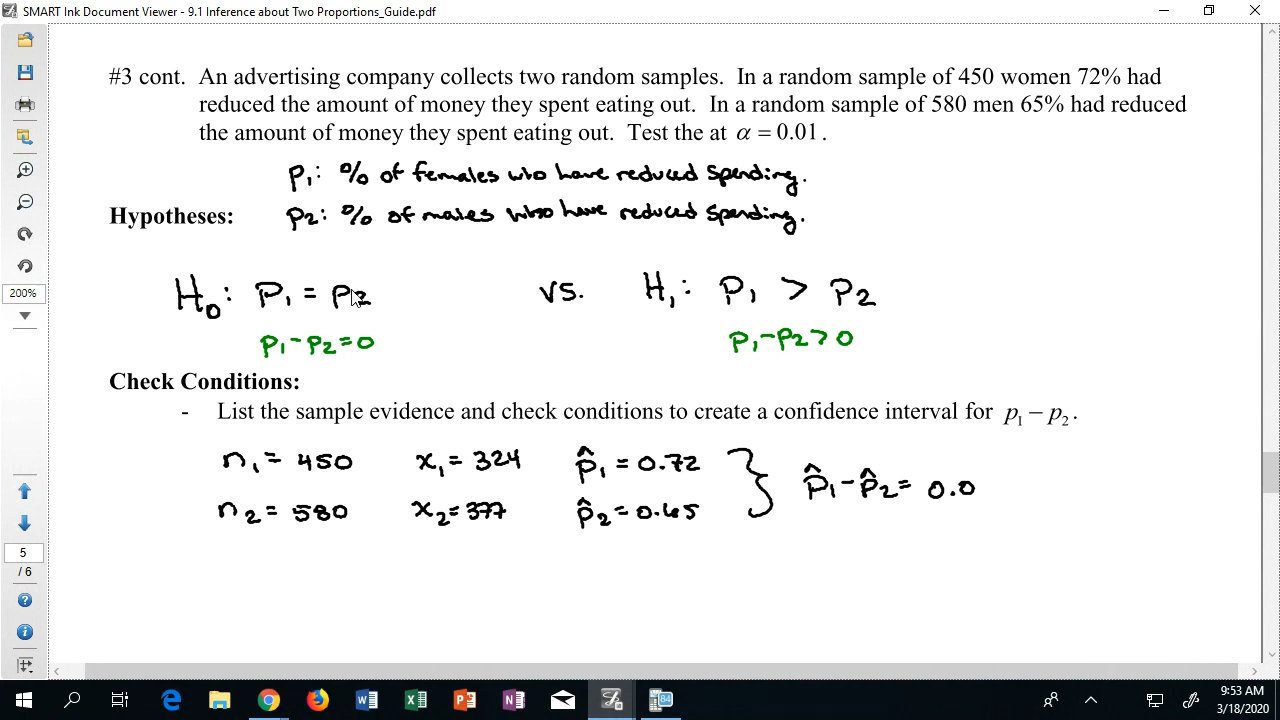 SMART Ink Document Viewer - 9.1 Inference about Two Proportions_Guide.pdf
#3 cont. An advertising company collects two random samples. In a random sample of 450 women 72% had
reduced the amount of money they spent eating out. In a random sample of 580 men 65% had reduced
the amount of money they spent eating out. Test the at α = 0.01.
p₁: % of females who have reduced spending.
Hypotheses: p₂: % of males who have reduced spending.
H₀: p₁ = p₂ vs. H₁: p₁ > p₂
p₁-p₂=0 p₁-p₂>0
Check Conditions:
- List the sample evidence and check conditions to create a confidence interval for p₁ − p₂.
n₁= 450 x₁= 324 p̂₁ = 0.72
p̂₁-p̂₂= 0.0
n₂= 580 x₂=377 p̂₂=0.65
200%
5
/ 6
84
9:53 AM
3/18/2020